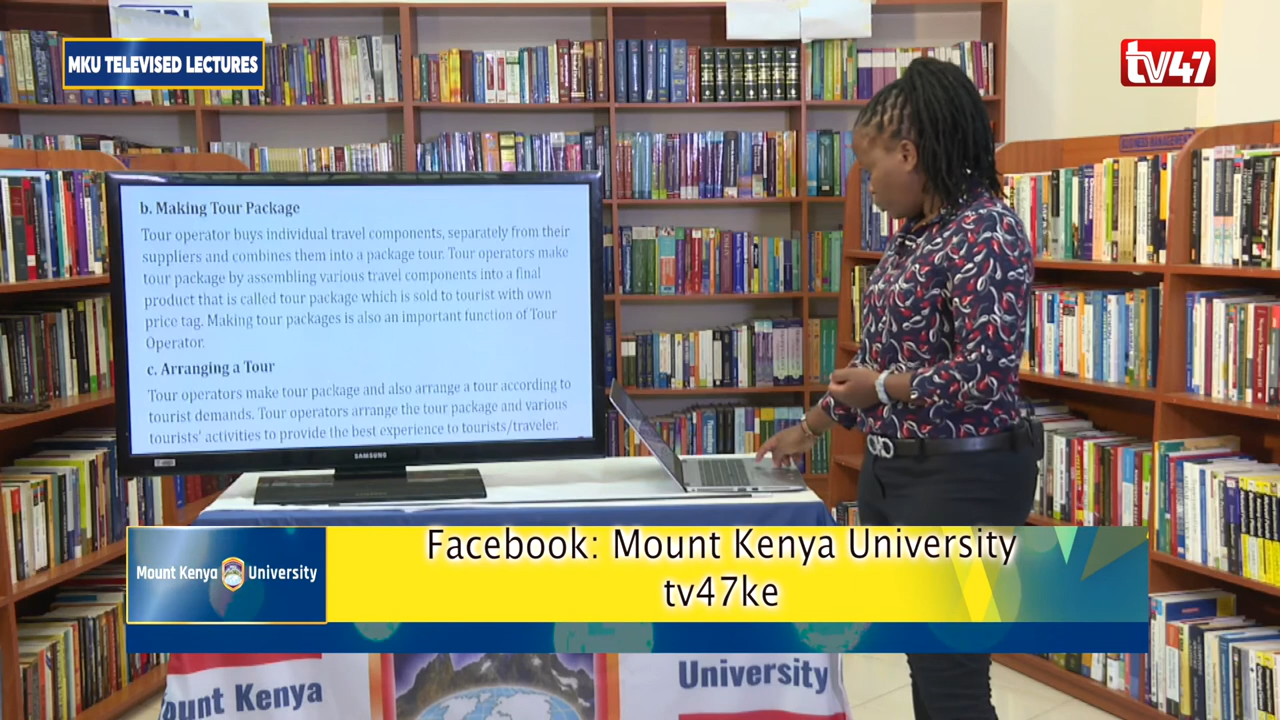 MKU TELEVISED LECTURES
tv47
BUSINESS MANAGEMENT
b. Making Tour Package
Tour operator buys individual travel components, separately from their
suppliers and combines them into a package tour. Tour operators make
tour package by assembling various travel components into a final
product that is called tour package which is sold to tourist with own
price tag. Making tour packages is also an important function of Tour
Operator.
c. Arranging a Tour
Tour operators make tour package and also arrange a tour according to
tourist demands. Tour operators arrange the tour package and various
tourists' activities to provide the best experience to tourists/traveler.
SAMSUNG
Mount Kenya University
Facebook: Mount Kenya University
tv47ke
Mount Kenya
University